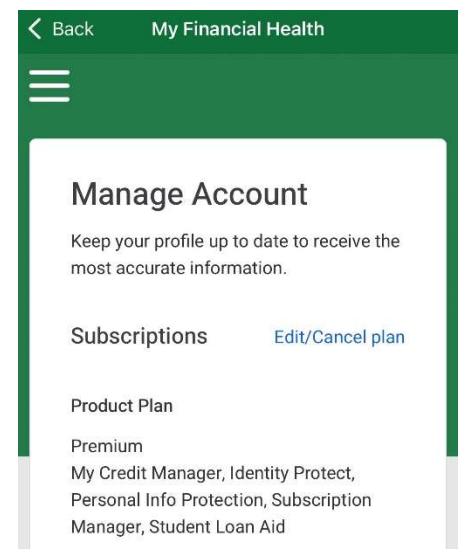 Back My Financial Health
Manage Account
Keep your profile up to date to receive the
most accurate information.
Subscriptions Edit/Cancel plan
Product Plan
Premium
My Credit Manager, Identity Protect,
Personal Info Protection, Subscription
Manager, Student Loan Aid